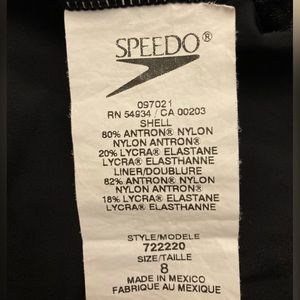 SPEEDO®
097021
RN 54934 / CA 00203
SHELL
80% ANTRON® NYLON
NYLON ANTRON®
20% LYCRA® ELASTANE
LYCRA® ELASTHANNE
LINER/DOUBLURE
82% ANTRON® NYLON
NYLON ANTRON®
18% LYCRA® ELASTANE
LYCRA® ELASTHANNE
STYLE/MODELE
722220
SIZE/TAILLE
8
MADE IN MEXICO
FABRIQUE AU MEXIQUE